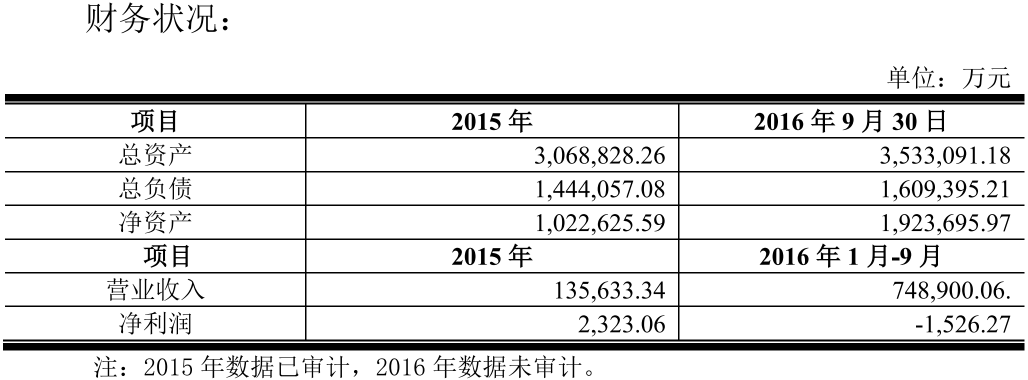 财务状况：
单位：万元
项目 2015 年 2016 年 9 月 30 日
总资产 3,068,828.26 3,533,091.18
总负债 1,444,057.08 1,609,395.21
净资产 1,022,625.59 1,923,695.97
项目 2015 年 2016 年 1 月-9 月
营业收入 135,633.34 748,900.06.
净利润 2,323.06 -1,526.27
注：2015 年数据已审计，2016 年数据未审计。